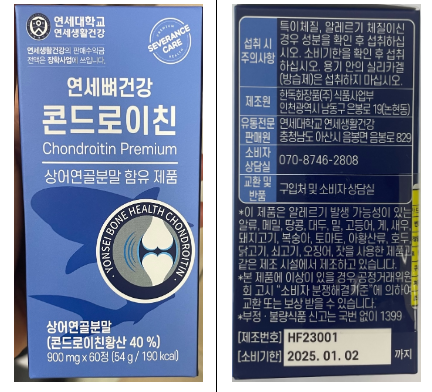 연세대학교
연세생활건강
연세생활건강의 판매수익금
전액은 장학사업에 쓰입니다.
PREMIUM
SEVERANCE
CARE
연세뼈건강
콘드로이친
Chondroitin Premium
상어연골분말 함유 제품
YONSEI BONE HEALTH CHONDROITIN
상어연골분말
(콘드로이친황산 40 %)
900 mg x 60정 (54 g / 190 kcal)
섭취 시
주의사항
특이체질, 알레르기 체질이신
경우 성분을 확인 후 섭취하십
시오. 소비기한을 확인 후 섭취
하십시오. 용기 안의 실리카겔
(방습제)은 섭취하지 마십시오.
제조원
한독화장품(주) 식품사업부
인천광역시 남동구 은봉로 19(논현동)
유통전문
판매원
연세대학교 연세생활건강
충청남도 아산시 음봉면 음봉로 829
소비자
상담실
070-8746-2808
교환 및
반품
구입처 및 소비자 상담실
*이 제품은 알레르기 발생 가능성이 있는
알류, 메밀, 땅콩, 대두, 밀, 고등어, 게, 새우,
돼지고기, 복숭아, 토마토, 아황산류, 호두,
닭고기, 쇠고기, 오징어, 잣을 사용한 제품과
같은 제조 시설에서 제조하고 있습니다.
*본 제품에 이상이 있을 경우 공정거래위원
회 고시 "소비자 분쟁해결기준"에 의하여
교환 또는 보상 받을 수 있습니다.
*부정·불량식품 신고는 국번 없이 1399
[제조번호] HF23001
[소비기한] 2025. 01. 02 까지